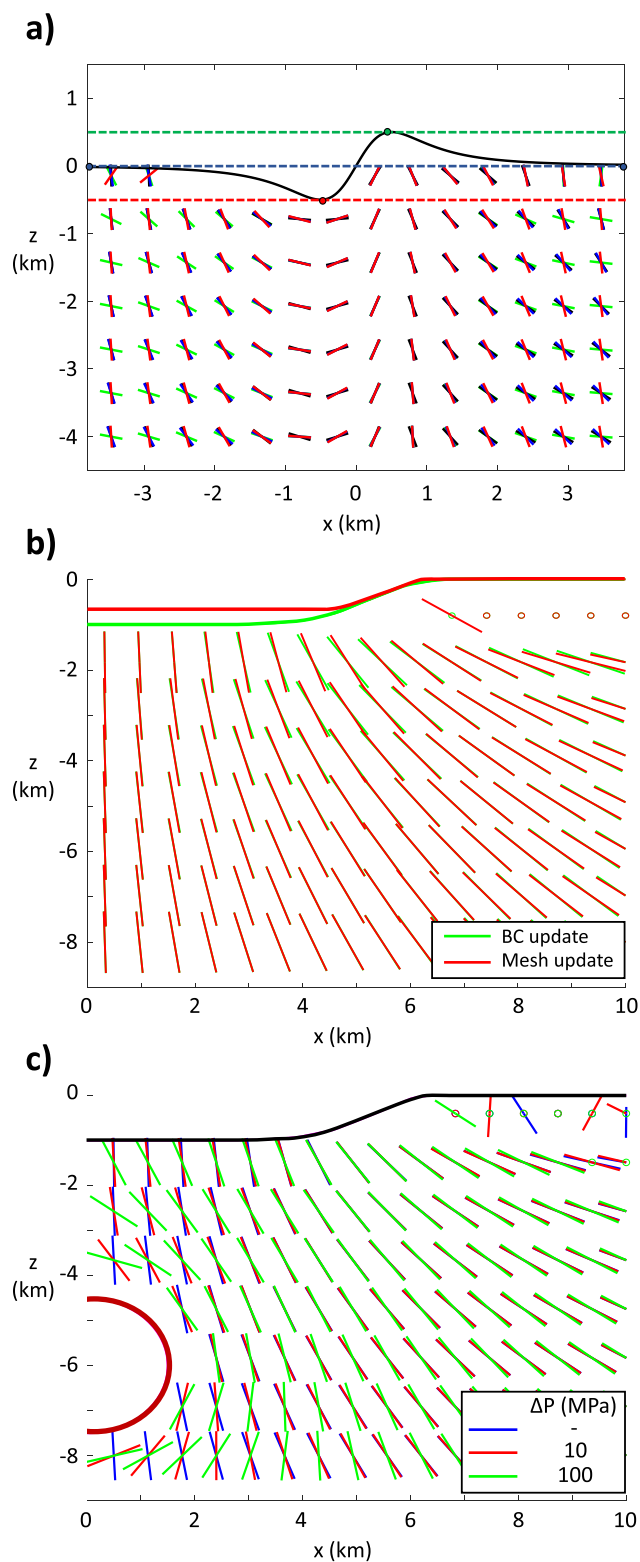 a)
1
0
-1
-2
-3
-4
z
(km)
-3 -2 -1 0 1 2 3
x (km)
b)
0
-2
-4
-6
-8
z
(km)
BC update
Mesh update
0 2 4 6 8 10
x (km)
c)
0
-2
-4
-6
-8
z
(km)
ΔP (MPa)
-
10
100
0 2 4 6 8 10
x (km)